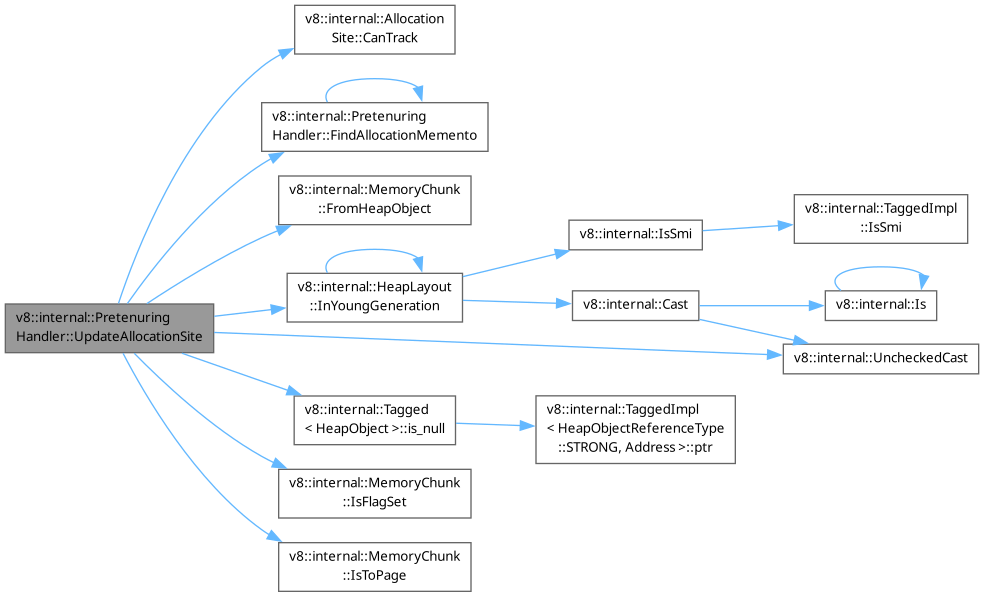 v8::internal::Allocation
Site::CanTrack
v8::internal::Pretenuring
Handler::FindAllocationMemento
v8::internal::MemoryChunk
::FromHeapObject
v8::internal::IsSmi
v8::internal::TaggedImpl
::IsSmi
v8::internal::HeapLayout
::InYoungGeneration
v8::internal::Cast
v8::internal::Is
v8::internal::Pretenuring
Handler::UpdateAllocationSite
v8::internal::UncheckedCast
v8::internal::Tagged
< HeapObject >::is_null
v8::internal::TaggedImpl
< HeapObjectReferenceType
::STRONG, Address >::ptr
v8::internal::MemoryChunk
::IsFlagSet
v8::internal::MemoryChunk
::IsToPage